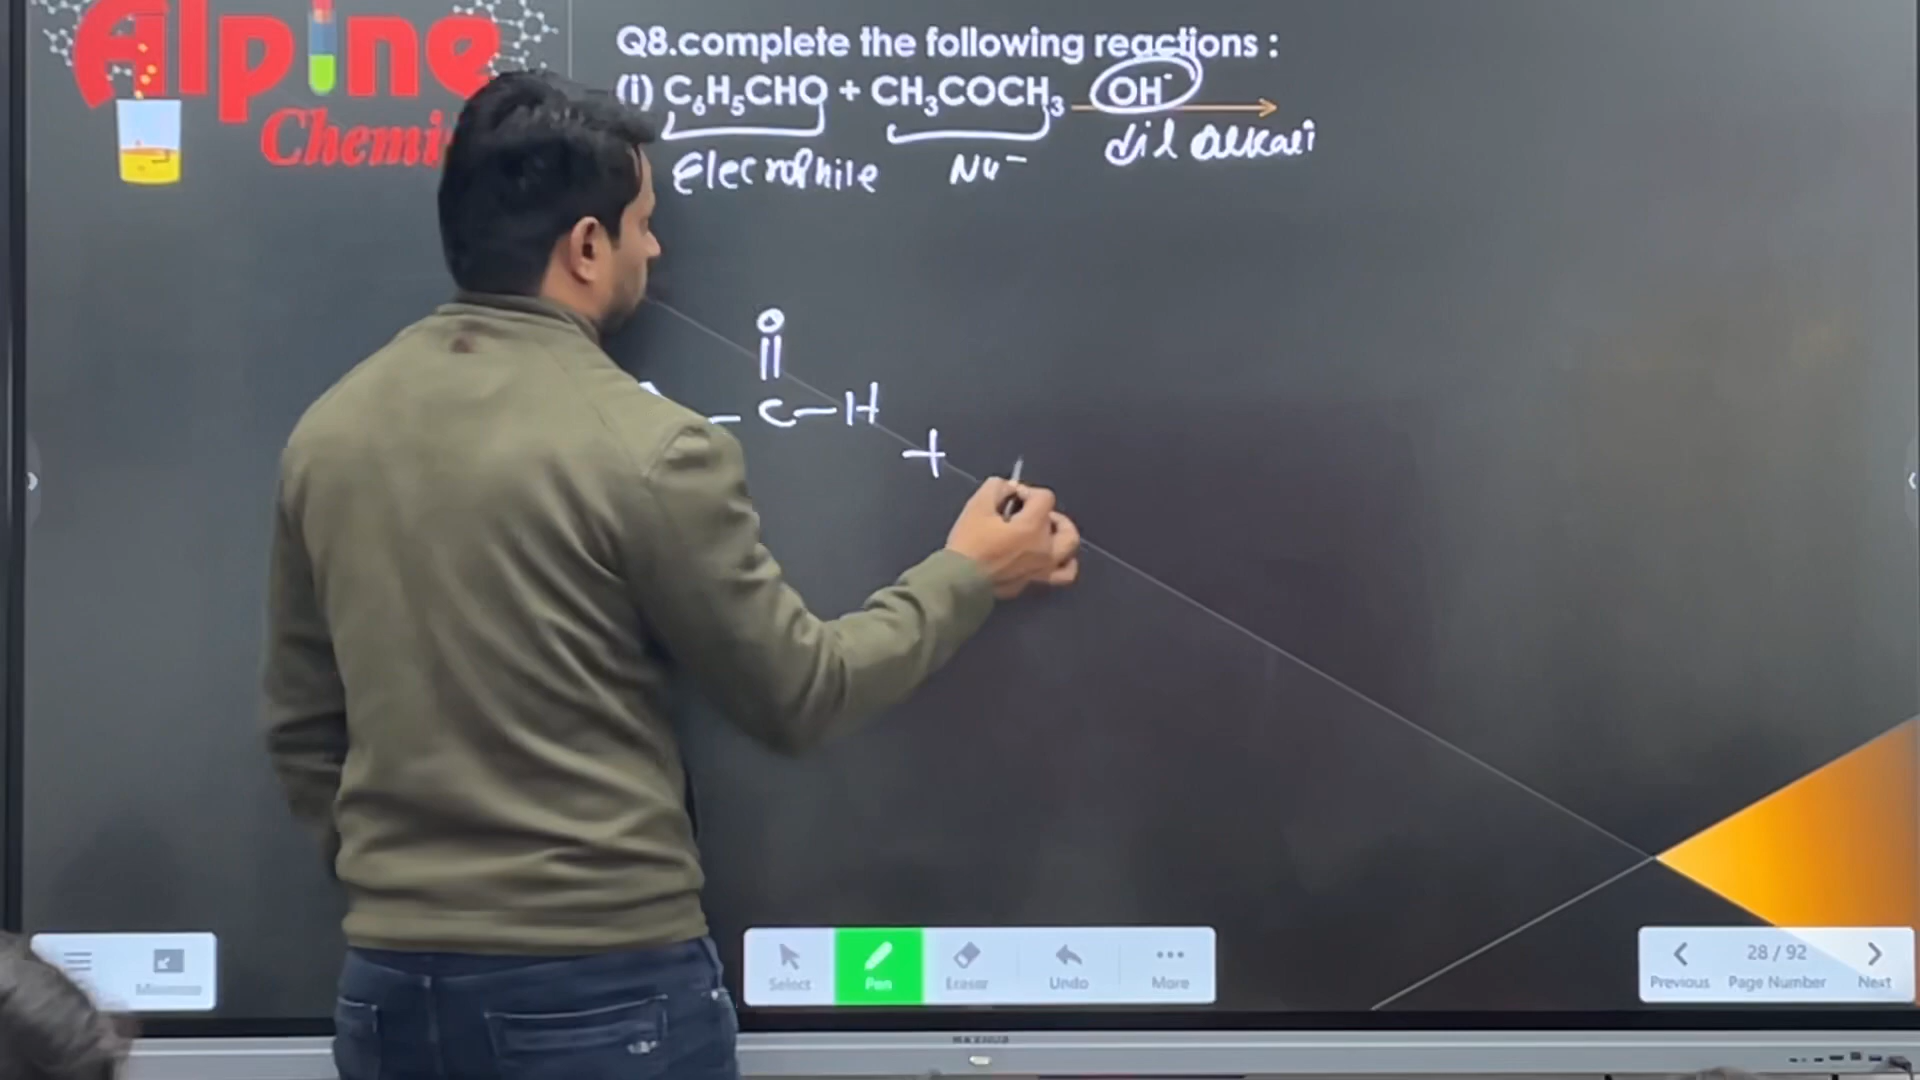 Alpine
Chemi
Q8.complete the following reactions :
(i) C₆H₅CHO + CH₃COCH₃ OH⁻
dil alkali
Elecrophile Nu⁻
O
C-H
+
Select Pen Eraser Undo More
28 / 92
Previous Page Number Next